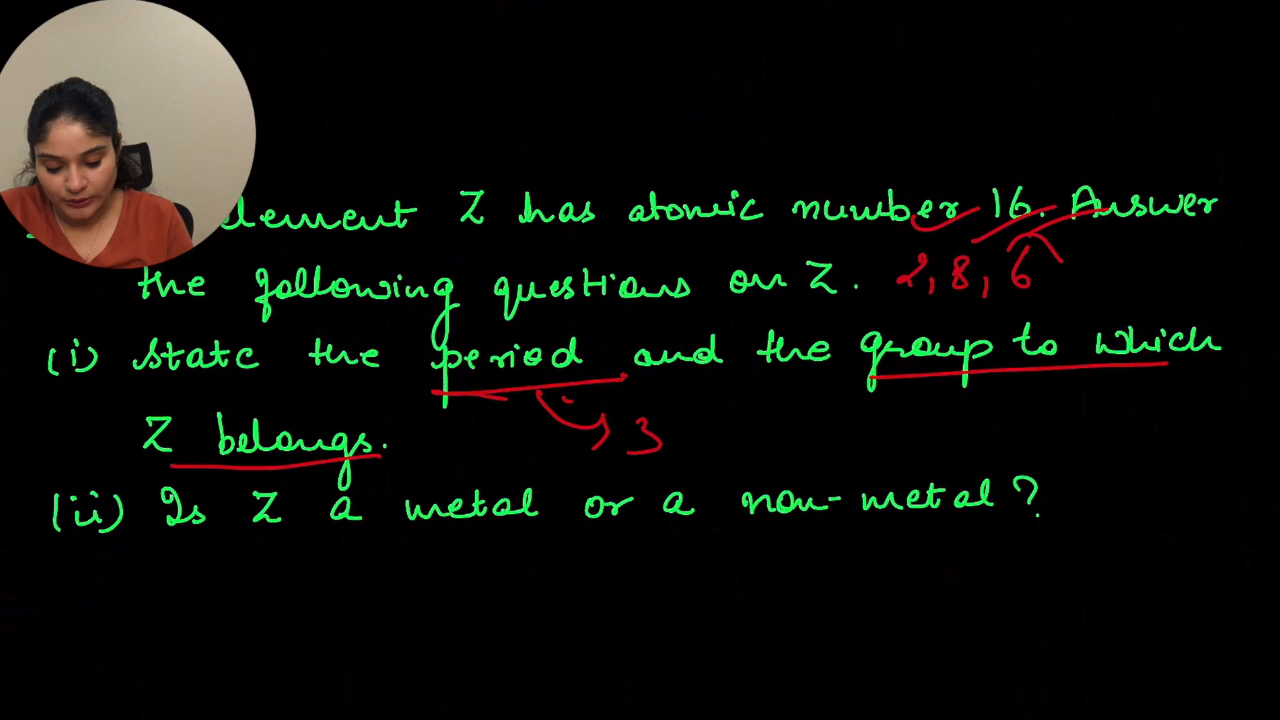 element Z has atomic number 16. Answer
the following questions on Z. 2, 8, 6
(i) State the period and the group to which
3
Z belongs.
(ii) Is Z a metal or a non-metal?